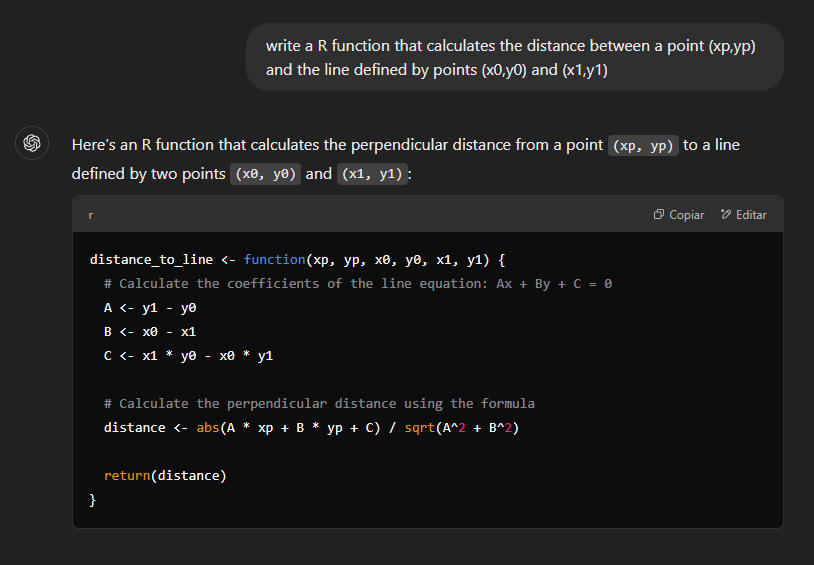 write a R function that calculates the distance between a point (xp,yp)
and the line defined by points (x0,y0) and (x1,y1)
Here's an R function that calculates the perpendicular distance from a point (xp, yp) to a line
defined by two points (x0, y0) and (x1, y1):
r Copiar Editar
distance_to_line <- function(xp, yp, x0, y0, x1, y1) {
  # Calculate the coefficients of the line equation: Ax + By + C = 0
  A <- y1 - y0
  B <- x0 - x1
  C <- x1 * y0 - x0 * y1
  # Calculate the perpendicular distance using the formula
  distance <- abs(A * xp + B * yp + C) / sqrt(A^2 + B^2)
  return(distance)
}